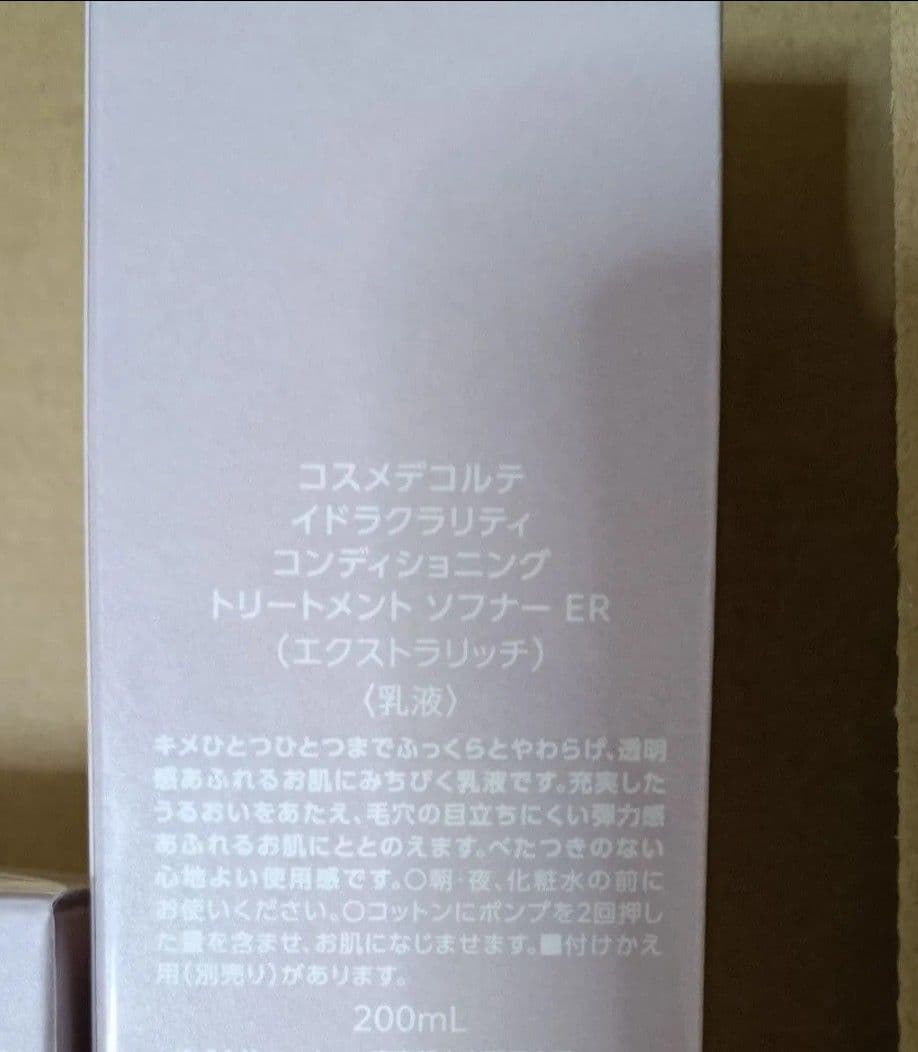 コスメデコルテ
イドラクラリティ
コンディショニング
トリートメント ソフナー ER
（エクストラリッチ）
〈乳液〉
キメひとつひとつまでふっくらとやわらげ、透明
感あふれるお肌にみちびく乳液です。充実した
うるおいをあたえ、毛穴の目立ちにくい弾力感
あふれるお肌にととのえます。べたつきのない
心地よい使用感です。○朝・夜、化粧水の前に
お使いください。○コットンにポンプを2回押し
た量を含ませ、お肌になじませます。■付けかえ
用（別売り）があります。
200mL